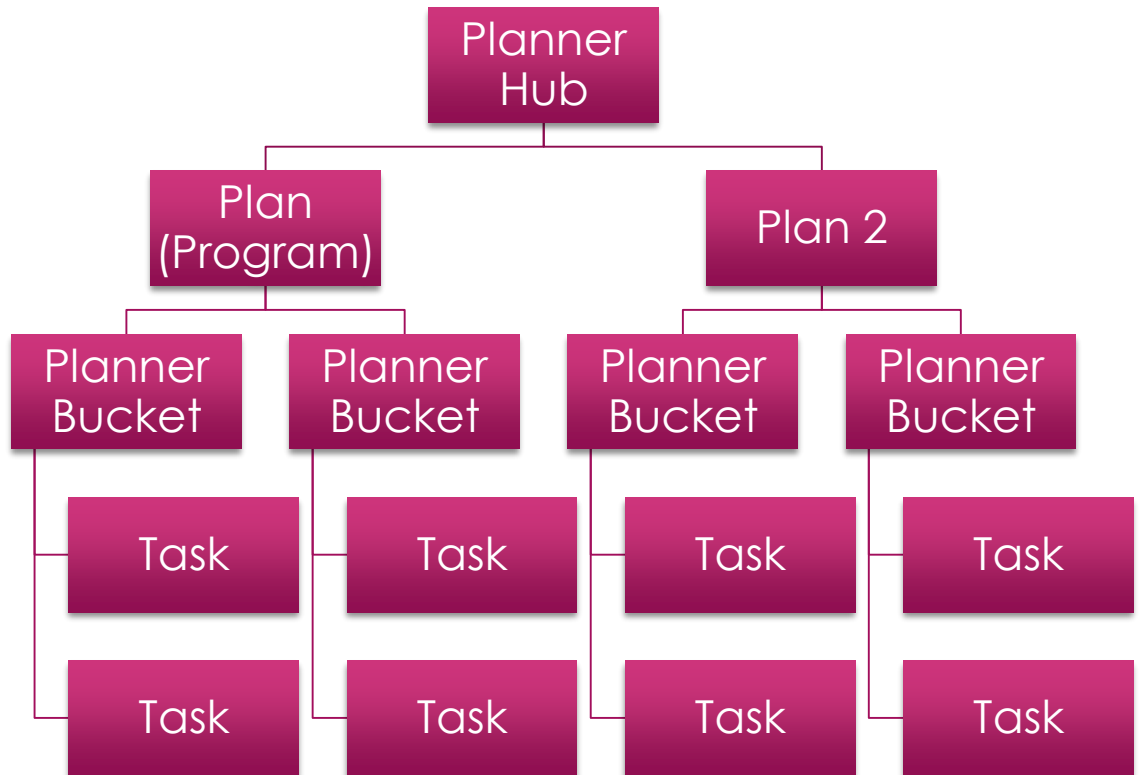 Planner
Hub
Plan
(Program)
Plan 2
Planner
Bucket
Planner
Bucket
Planner
Bucket
Planner
Bucket
Task
Task
Task
Task
Task
Task
Task
Task